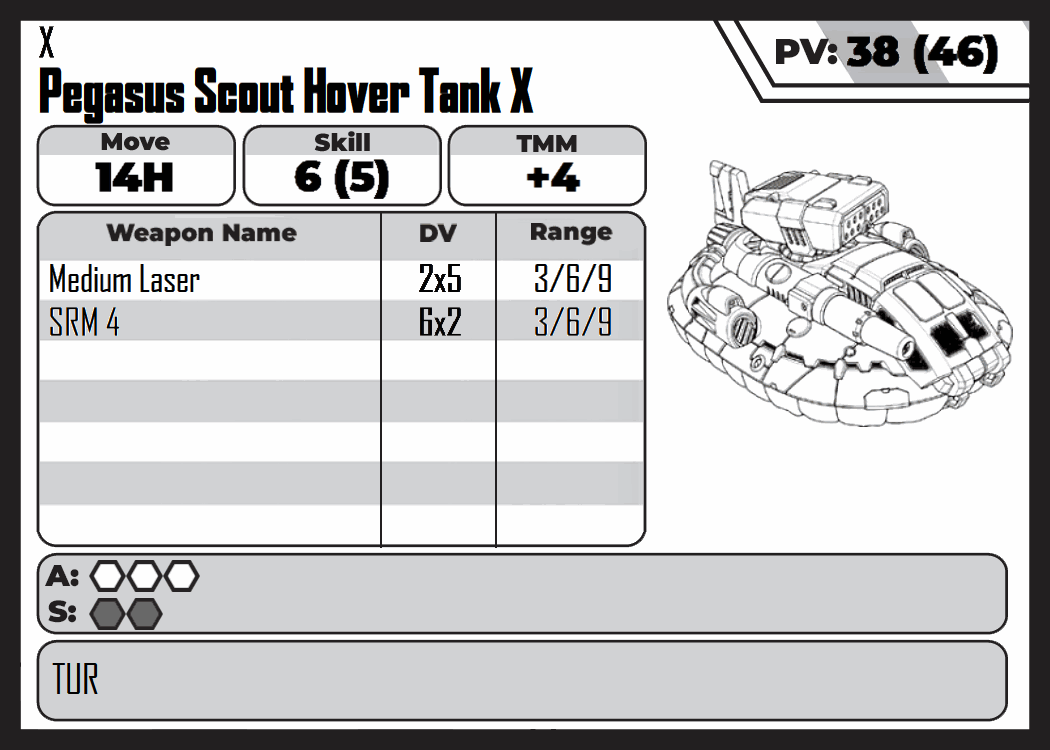 X
Pegasus Scout Hover Tank X
PV: 38 (46)
Move
14H
Skill
6 (5)
TMM
+4
Weapon Name DV Range
Medium Laser 2x5 3/6/9
SRM 4 6x2 3/6/9
A:
S:
TUR